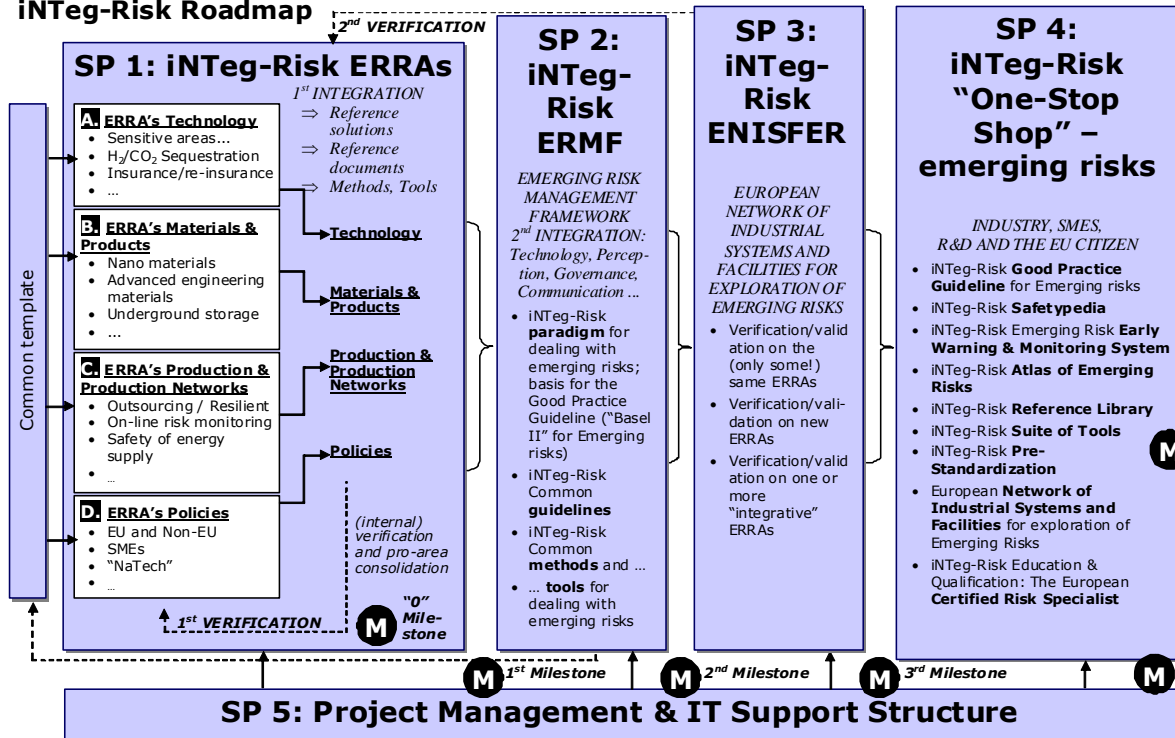 iNTeg-Risk Roadmap
2nd VERIFICATION
Common template
SP 1: iNTeg-Risk ERRAs
1st INTEGRATION
⇒ Reference
solutions
⇒ Reference
documents
⇒ Methods, Tools
A. ERRA's Technology
• Sensitive areas…
• H2/CO2 Sequestration
• Insurance/re-insurance
• …
B. ERRA's Materials &
Products
• Nano materials
• Advanced engineering
materials
• Underground storage
• …
C. ERRA's Production &
Production Networks
• Outsourcing / Resilient
• On-line risk monitoring
• Safety of energy
supply
• …
D. ERRA's Policies
• EU and Non-EU
• SMEs
• "NaTech"
• …
Technology
Materials &
Products
Production &
Production
Networks
Policies
(internal)
verification
and pro-area
consolidation
1st VERIFICATION
M
"0"
Mile-
stone
SP 2:
iNTeg-
Risk
ERMF
EMERGING RISK
MANAGEMENT
FRAMEWORK
2nd INTEGRATION:
Technology, Percep-
tion, Governance,
Communication ...
• iNTeg-Risk
paradigm for
dealing with
emerging risks;
basis for the
Good Practice
Guideline ("Basel
II" for Emerging
risks)
• iNTeg-Risk
Common
guidelines
• iNTeg-Risk
Common
methods and …
• … tools for
dealing with
emerging risks
SP 3:
iNTeg-
Risk
ENISFER
EUROPEAN
NETWORK OF
INDUSTRIAL
SYSTEMS AND
FACILITIES FOR
EXPLORATION OF
EMERGING RISKS
• Verification/valid
ation on the
(only some!)
same ERRAs
• Verification/vali-
dation on new
ERRAs
• Verification/valid
ation on one or
more
"integrative"
ERRAs
SP 4:
iNTeg-Risk
"One-Stop
Shop" –
emerging risks
INDUSTRY, SMES,
R&D AND THE EU CITIZEN
• iNTeg-Risk Good Practice
Guideline for Emerging risks
• iNTeg-Risk Safetypedia
• iNTeg-Risk Emerging Risk Early
Warning & Monitoring System
• iNTeg-Risk Atlas of Emerging
Risks
• iNTeg-Risk Reference Library
• iNTeg-Risk Suite of Tools
• iNTeg-Risk Pre-
Standardization
• European Network of
Industrial Systems and
Facilities for exploration of
Emerging Risks
• iNTeg-Risk Education &
Qualification: The European
Certified Risk Specialist
M
M 1st Milestone
M 2nd Milestone
M 3rd Milestone
M
SP 5: Project Management & IT Support Structure